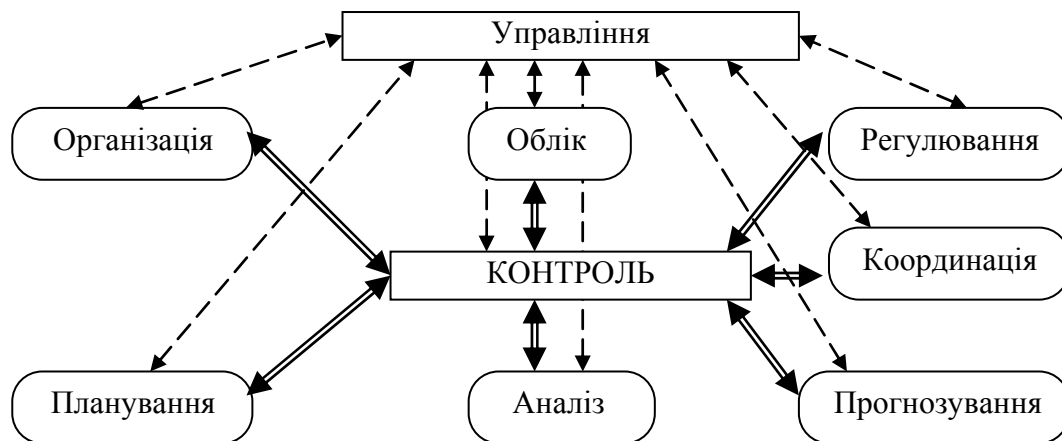 Управління
Організація
Облік
Регулювання
КОНТРОЛЬ
Координація
Планування
Аналіз
Прогнозування